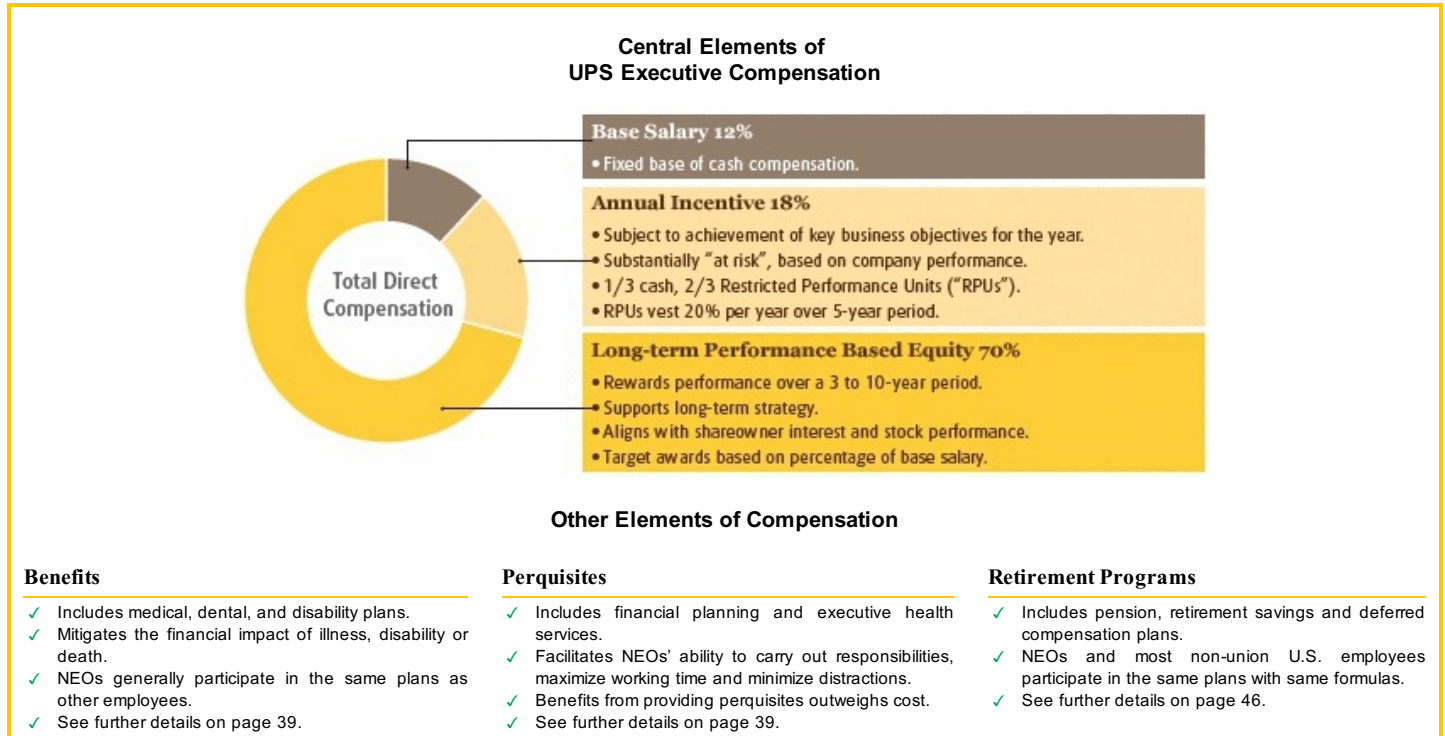 Central Elements of
UPS Executive Compensation
Total Direct
Compensation
Base Salary 12%
• Fixed base of cash compensation.
Annual Incentive 18%
• Subject to achievement of key business objectives for the year.
• Substantially “at risk”, based on company performance.
• 1/3 cash, 2/3 Restricted Performance Units (“RPUs”).
• RPUs vest 20% per year over 5-year period.
Long-term Performance Based Equity 70%
• Rewards performance over a 3 to 10-year period.
• Supports long-term strategy.
• Aligns with shareowner interest and stock performance.
• Target awards based on percentage of base salary.
Other Elements of Compensation
Benefits
✓ Includes medical, dental, and disability plans.
✓ Mitigates the financial impact of illness, disability or
death.
✓ NEOs generally participate in the same plans as
other employees.
✓ See further details on page 39.
Perquisites
✓ Includes financial planning and executive health
services.
✓ Facilitates NEOs’ ability to carry out responsibilities,
maximize working time and minimize distractions.
✓ Benefits from providing perquisites outweighs cost.
✓ See further details on page 39.
Retirement Programs
✓ Includes pension, retirement savings and deferred
compensation plans.
✓ NEOs and most non-union U.S. employees
participate in the same plans with same formulas.
✓ See further details on page 46.